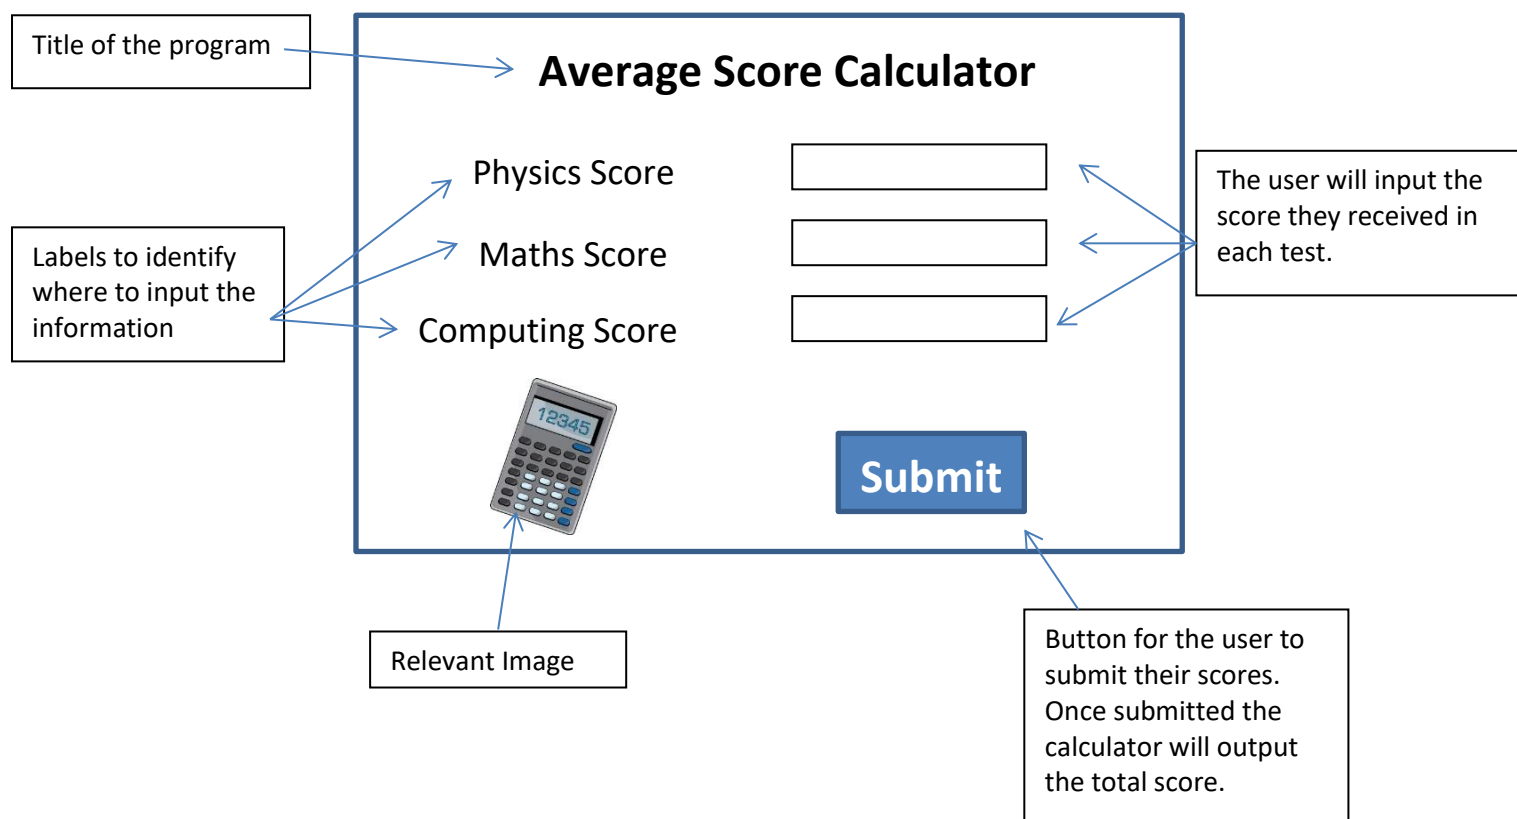 Title of the program
Average Score Calculator
Physics Score
Maths Score
Computing Score
Labels to identify
where to input the
information
The user will input the
score they received in
each test.
12345
Submit
Relevant Image
Button for the user to
submit their scores.
Once submitted the
calculator will output
the total score.